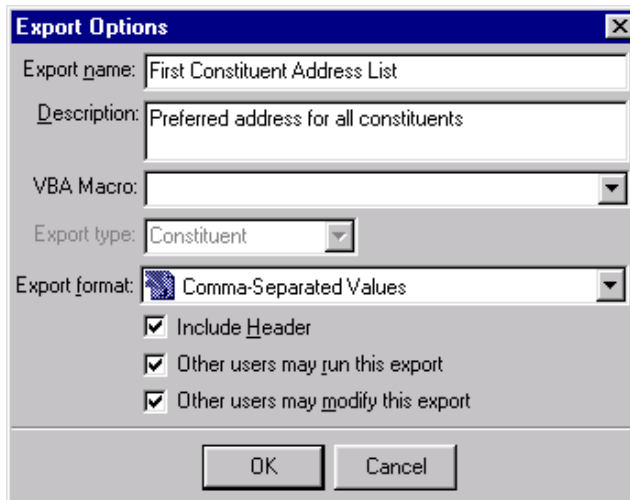 Export Options
Export name: First Constituent Address List
Description: Preferred address for all constituents
VBA Macro:
Export type: Constituent
Export format: Comma-Separated Values
Include Header
Other users may run this export
Other users may modify this export
OK Cancel